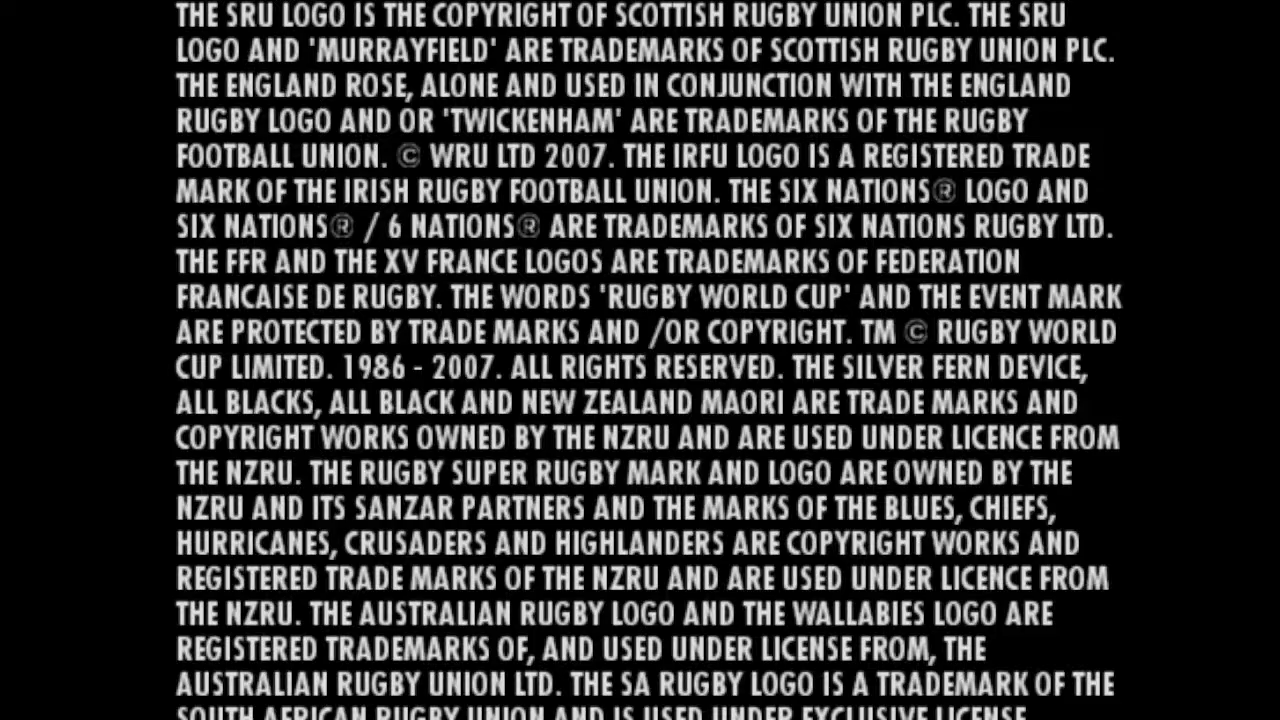 THE SRU LOGO IS THE COPYRIGHT OF SCOTTISH RUGBY UNION PLC. THE SRU
LOGO AND 'MURRAYFIELD' ARE TRADEMARKS OF SCOTTISH RUGBY UNION PLC.
THE ENGLAND ROSE, ALONE AND USED IN CONJUNCTION WITH THE ENGLAND
RUGBY LOGO AND OR 'TWICKENHAM' ARE TRADEMARKS OF THE RUGBY
FOOTBALL UNION. © WRU LTD 2007. THE IRFU LOGO IS A REGISTERED TRADE
MARK OF THE IRISH RUGBY FOOTBALL UNION. THE SIX NATIONS® LOGO AND
SIX NATIONS® / 6 NATIONS® ARE TRADEMARKS OF SIX NATIONS RUGBY LTD.
THE FFR AND THE XV FRANCE LOGOS ARE TRADEMARKS OF FEDERATION
FRANCAISE DE RUGBY. THE WORDS 'RUGBY WORLD CUP' AND THE EVENT MARK
ARE PROTECTED BY TRADE MARKS AND /OR COPYRIGHT. TM © RUGBY WORLD
CUP LIMITED. 1986 - 2007. ALL RIGHTS RESERVED. THE SILVER FERN DEVICE,
ALL BLACKS, ALL BLACK AND NEW ZEALAND MAORI ARE TRADE MARKS AND
COPYRIGHT WORKS OWNED BY THE NZRU AND ARE USED UNDER LICENCE FROM
THE NZRU. THE RUGBY SUPER RUGBY MARK AND LOGO ARE OWNED BY THE
NZRU AND ITS SANZAR PARTNERS AND THE MARKS OF THE BLUES, CHIEFS,
HURRICANES, CRUSADERS AND HIGHLANDERS ARE COPYRIGHT WORKS AND
REGISTERED TRADE MARKS OF THE NZRU AND ARE USED UNDER LICENCE FROM
THE NZRU. THE AUSTRALIAN RUGBY LOGO AND THE WALLABIES LOGO ARE
REGISTERED TRADEMARKS OF, AND USED UNDER LICENSE FROM, THE
AUSTRALIAN RUGBY UNION LTD. THE SA RUGBY LOGO IS A TRADEMARK OF THE
SOUTH AFRICAN RUGBY UNION AND IS USED UNDER EXCLUSIVE LICENSE